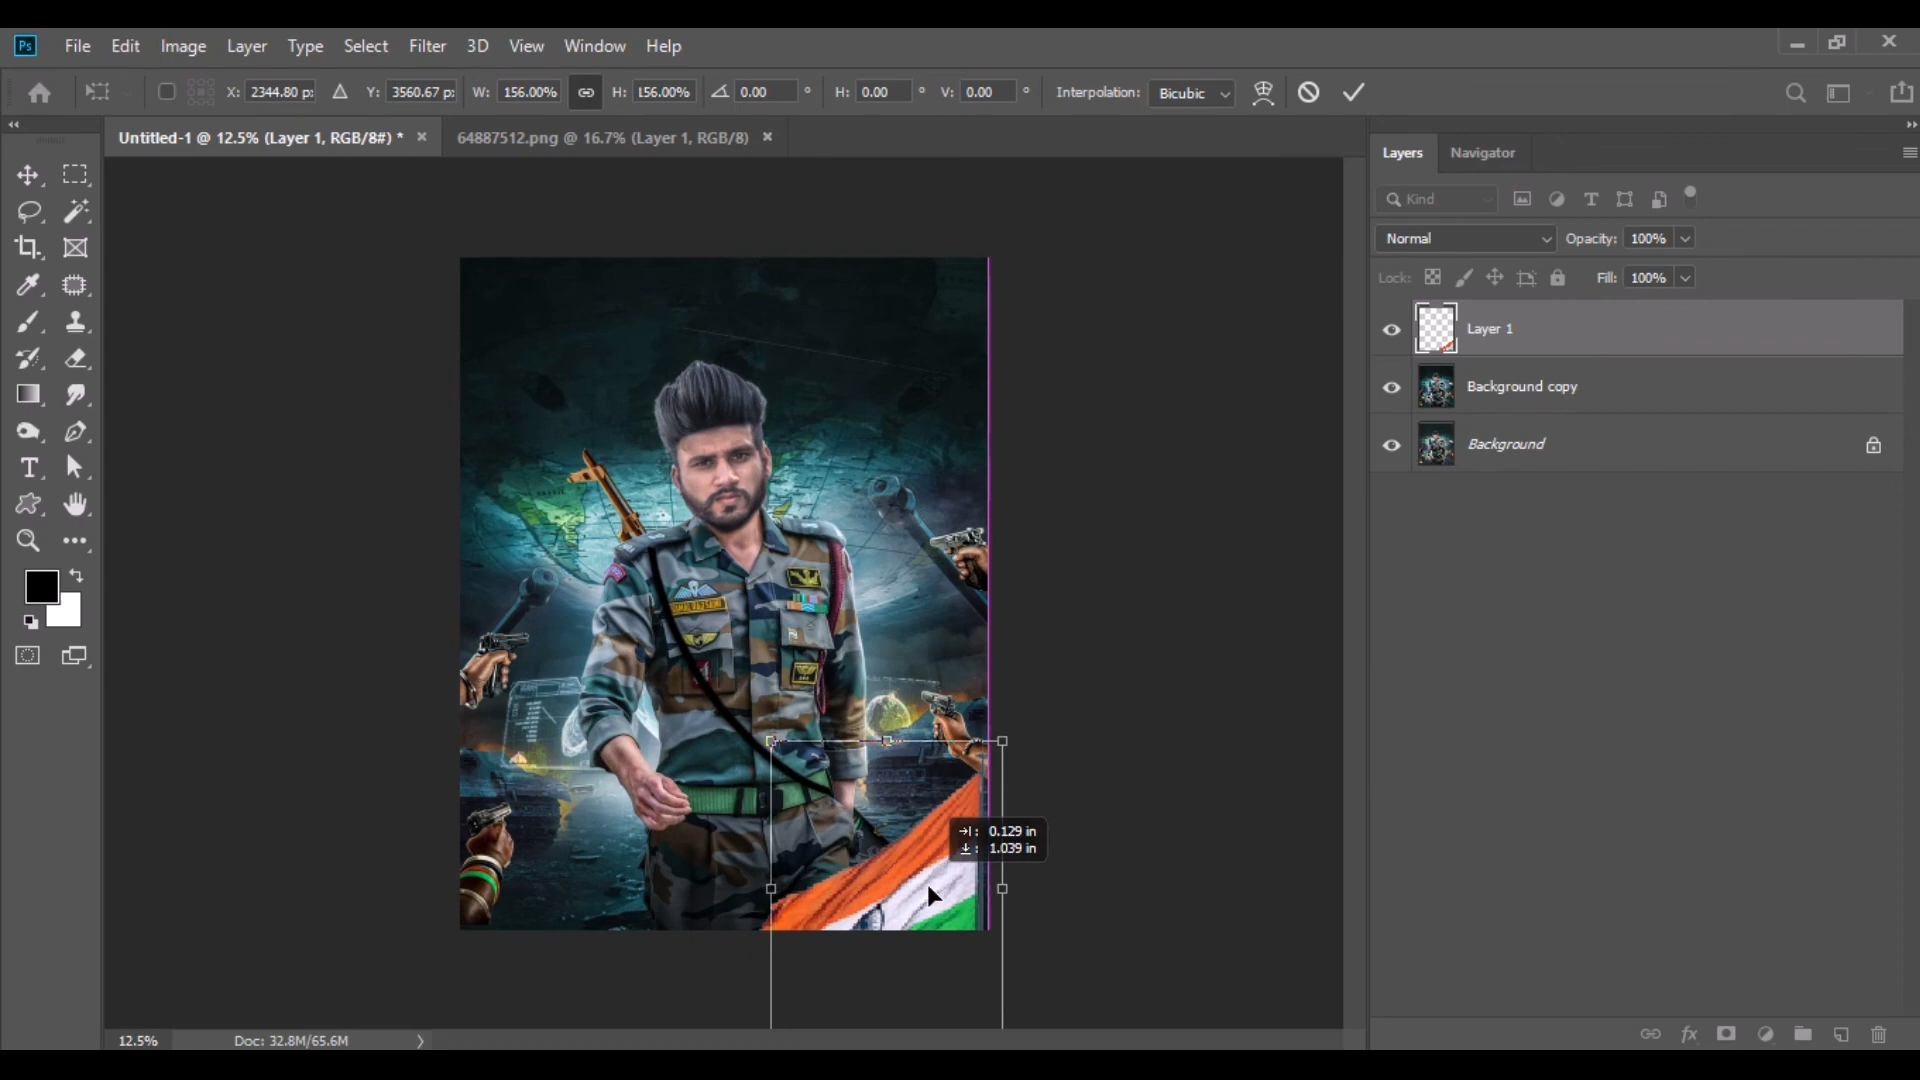 Ps File Edit Image Layer Type Select Filter 3D View Window Help
X: 2344.80 p: Y: 3560.67 p: W: 156.00% H: 156.00% 0.00 ° H: 0.00 ° V: 0.00 ° Interpolation: Bicubic
Untitled-1 @ 12.5% (Layer 1, RGB/8#) * × 64887512.png @ 16.7% (Layer 1, RGB/8) ×
Layers Navigator
Kind
Normal Opacity: 100%
Lock: Fill: 100%
Layer 1
Background copy
Background
0.129 in
1.039 in
12.5% Doc: 32.8M/65.6M